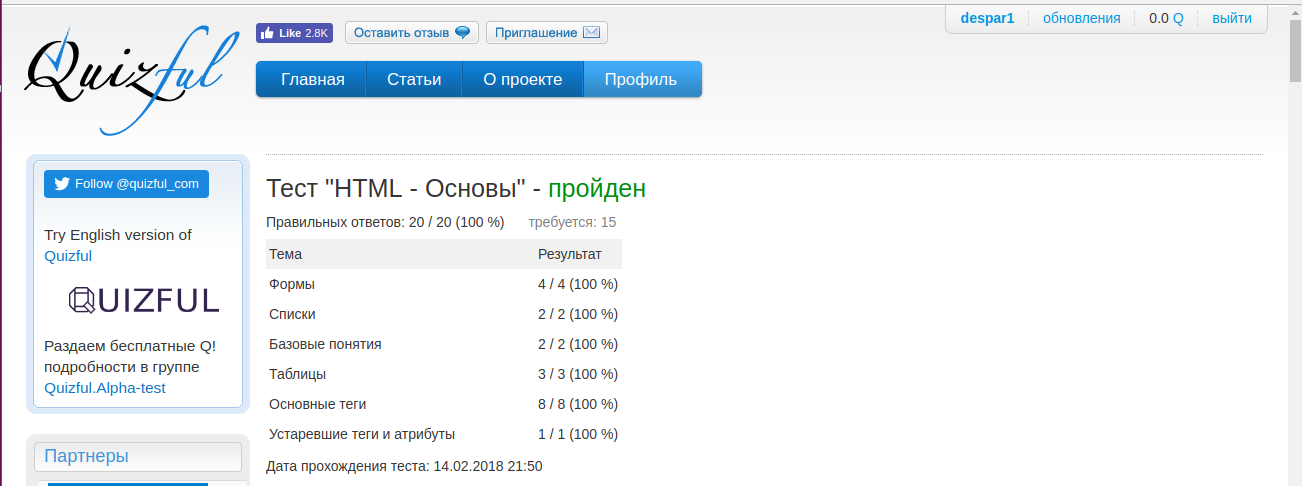 despar1 обновления 0.0 Q выйти
Quizful
Like 2.8K Оставить отзыв Приглашение
Главная Статьи О проекте Профиль
Follow @quizful_com
Try English version of
Quizful
QUIZFUL
Раздаем бесплатные Q!
подробности в группе
Quizful.Alpha-test
Партнеры
Тест "HTML - Основы" - пройден
Правильных ответов: 20 / 20 (100 %) требуется: 15
Тема Результат
Формы 4 / 4 (100 %)
Списки 2 / 2 (100 %)
Базовые понятия 2 / 2 (100 %)
Таблицы 3 / 3 (100 %)
Основные теги 8 / 8 (100 %)
Устаревшие теги и атрибуты 1 / 1 (100 %)
Дата прохождения теста: 14.02.2018 21:50